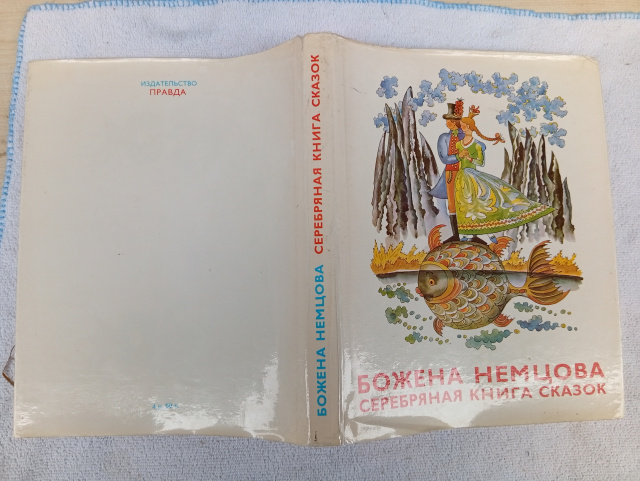 ИЗДАТЕЛЬСТВО
ПРАВДА
БОЖЕНА НЕМЦОВА СЕРЕБРЯНАЯ КНИГА СКАЗОК
БОЖЕНА НЕМЦОВА
СЕРЕБРЯНАЯ КНИГА СКАЗОК